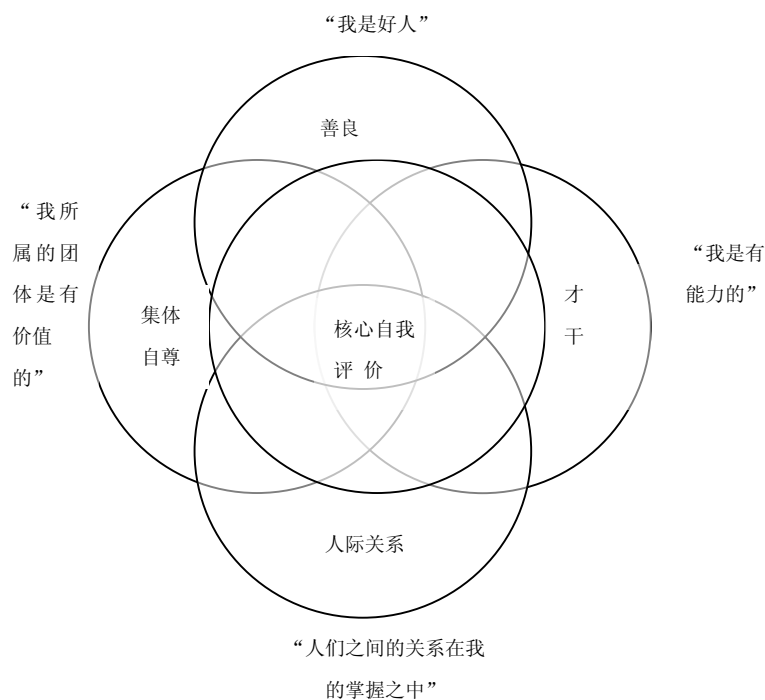 “我是好人”
善良
“我所
属的团
体是有
价值
的”
集体
自尊
核心自我
评 价
才
干
“我是有
能力的”
人际关系
“人们之间的关系在我
的掌握之中”